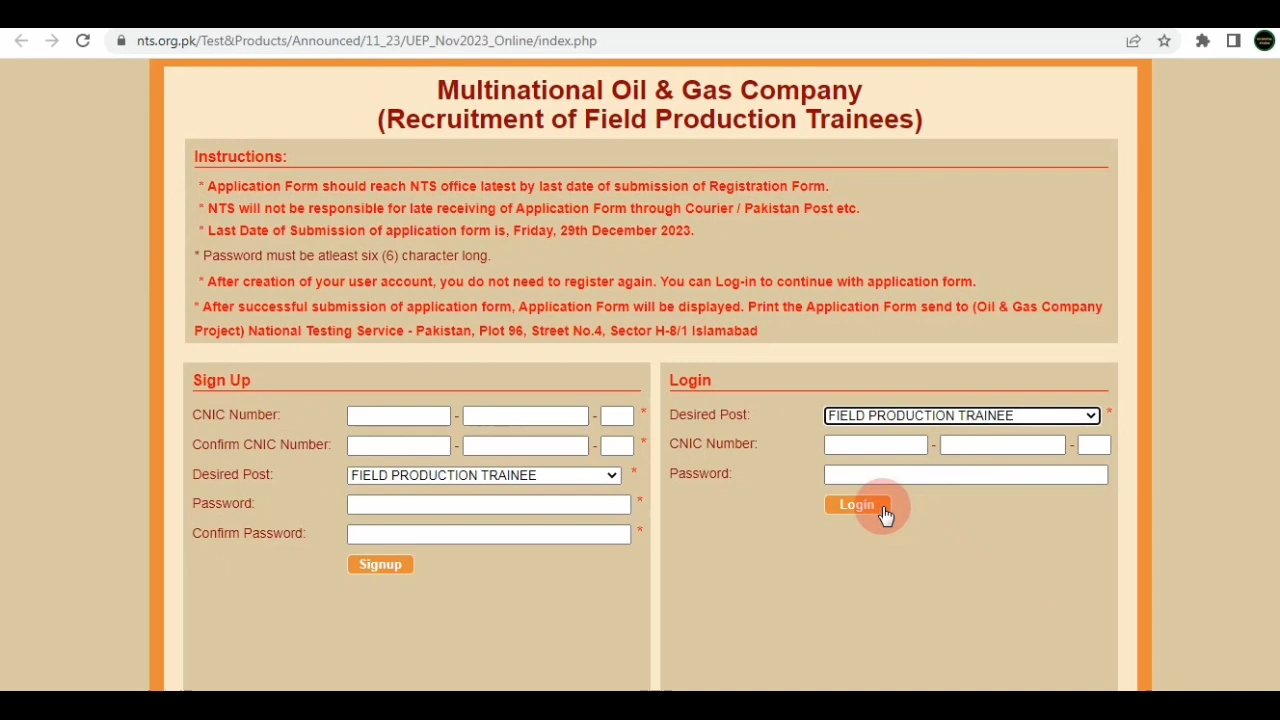 nts.org.pk/Test&Products/Announced/11_23/UEP_Nov2023_Online/index.php
Multinational Oil & Gas Company
(Recruitment of Field Production Trainees)
Instructions:
* Application Form should reach NTS office latest by last date of submission of Registration Form.
* NTS will not be responsible for late receiving of Application Form through Courier / Pakistan Post etc.
* Last Date of Submission of application form is, Friday, 29th December 2023.
* Password must be atleast six (6) character long.
* After creation of your user account, you do not need to register again. You can Log-in to continue with application form.
* After successful submission of application form, Application Form will be displayed. Print the Application Form send to (Oil & Gas Company
Project) National Testing Service - Pakistan, Plot 96, Street No.4, Sector H-8/1 Islamabad
Sign Up
CNIC Number: - - *
Confirm CNIC Number: - - *
Desired Post: FIELD PRODUCTION TRAINEE *
Password: *
Confirm Password: *
Signup
Login
Desired Post: FIELD PRODUCTION TRAINEE *
CNIC Number: - -
Password:
Login